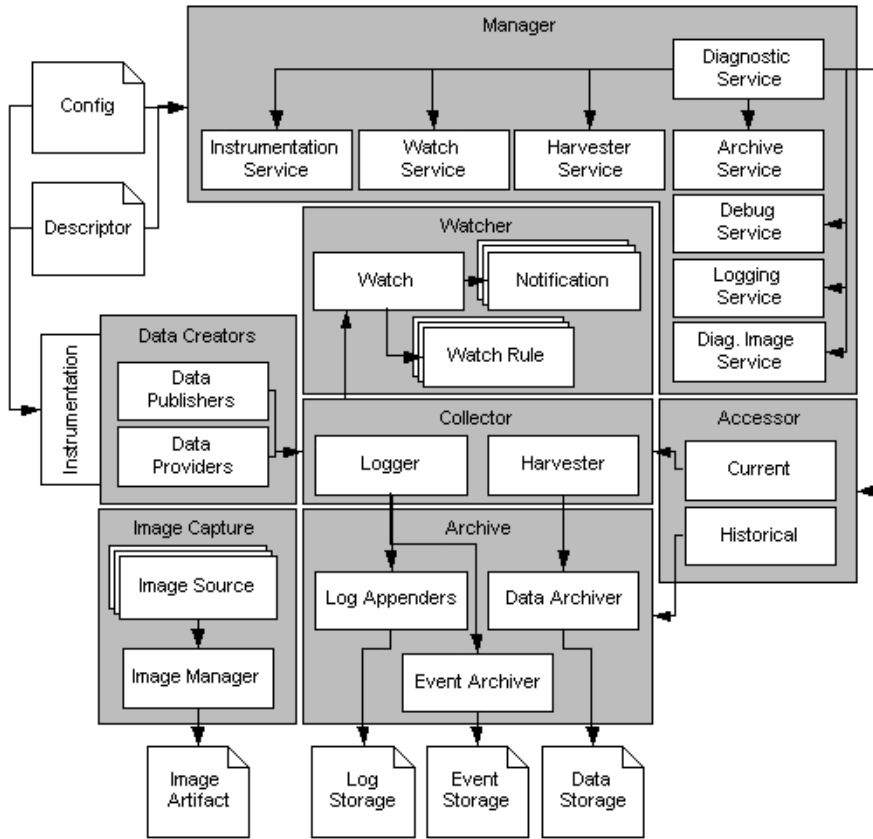 Manager
Diagnostic
Service
Config
Instrumentation
Service
Watch
Service
Harvester
Service
Archive
Service
Descriptor
Debug
Service
Watcher
Watch
Notification
Logging
Service
Watch Rule
Diag. Image
Service
Instrumentation
Data Creators
Data
Publishers
Data
Providers
Collector
Logger
Harvester
Accessor
Current
Historical
Image Capture
Image Source
Image Manager
Archive
Log Appenders
Data Archiver
Event Archiver
Image
Artifact
Log
Storage
Event
Storage
Data
Storage